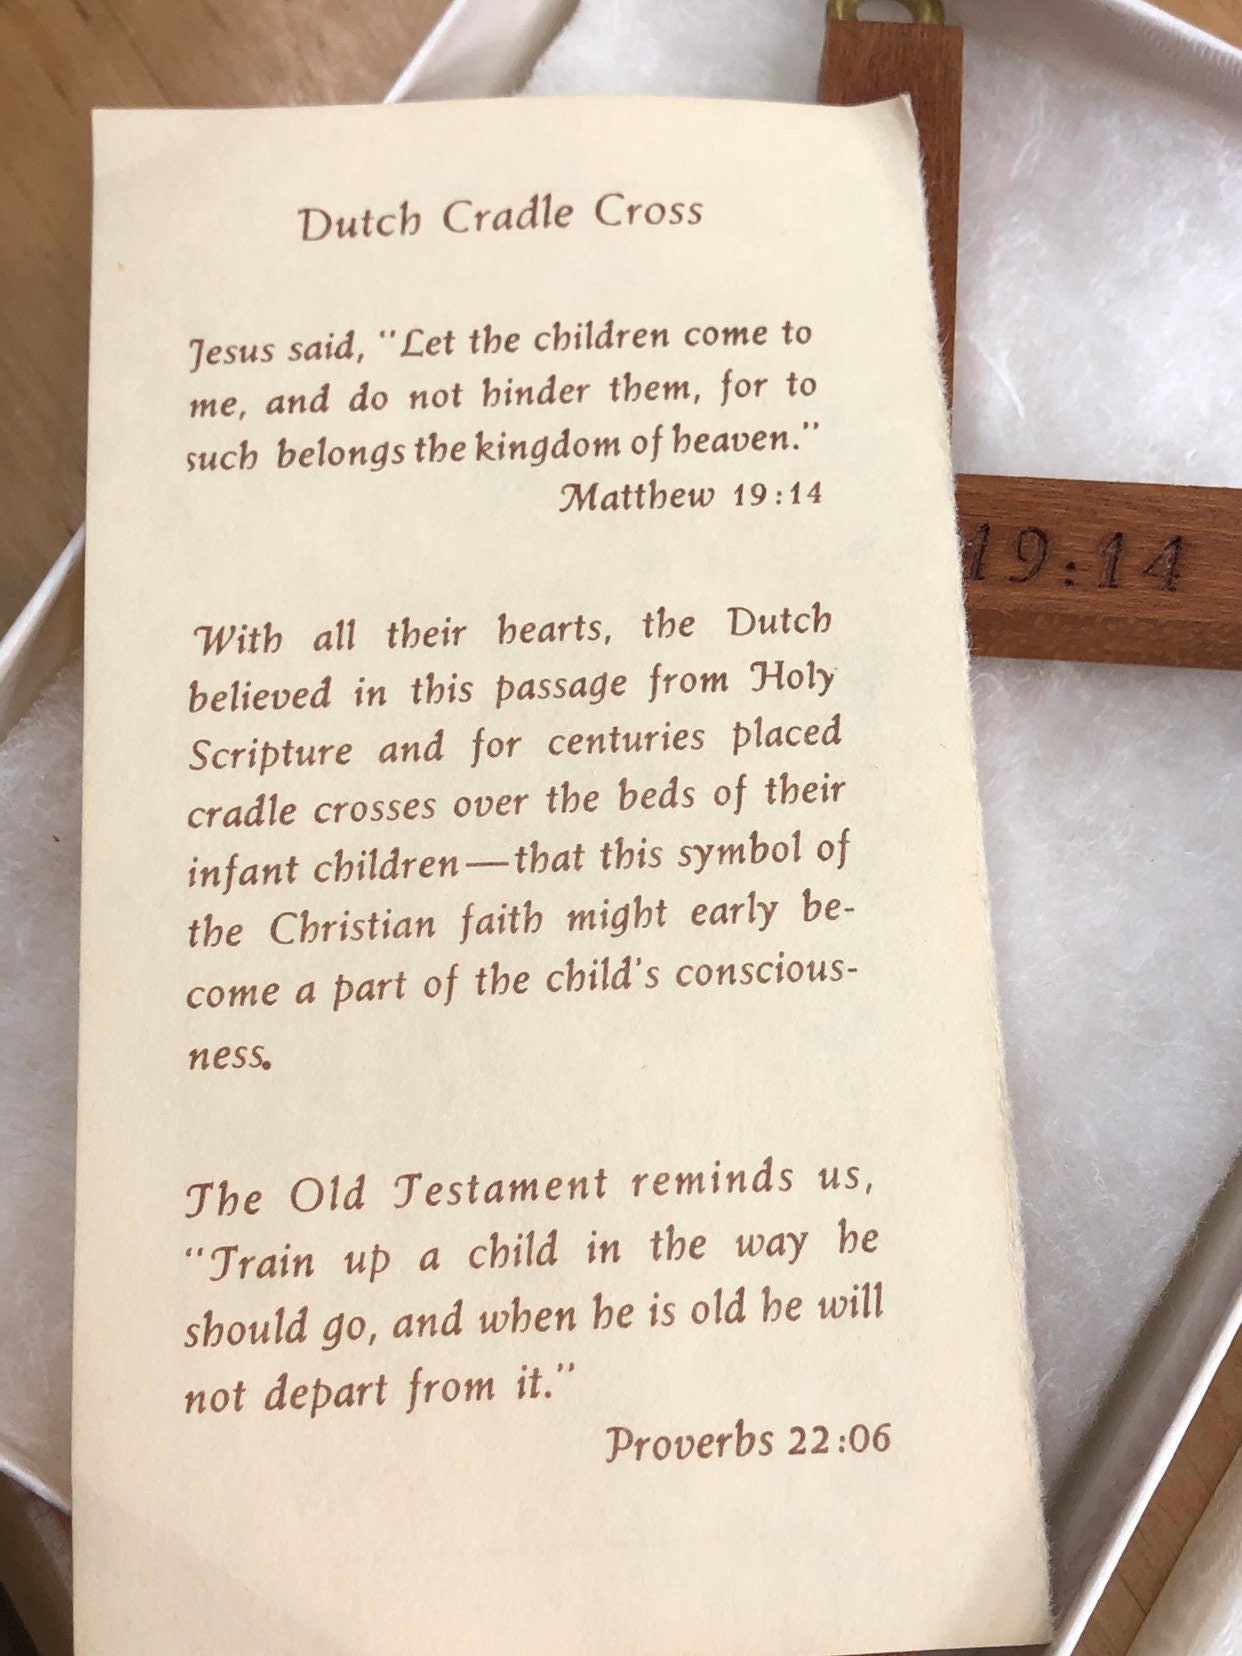 Dutch Cradle Cross
Jesus said, "Let the children come to
me, and do not hinder them, for to
such belongs the kingdom of heaven."
Matthew 19:14
With all their hearts, the Dutch
believed in this passage from Holy
Scripture and for centuries placed
cradle crosses over the beds of their
infant children—that this symbol of
the Christian faith might early be-
come a part of the child's conscious-
ness.
The Old Testament reminds us,
"Train up a child in the way he
should go, and when he is old he will
not depart from it."
Proverbs 22:06
19:14